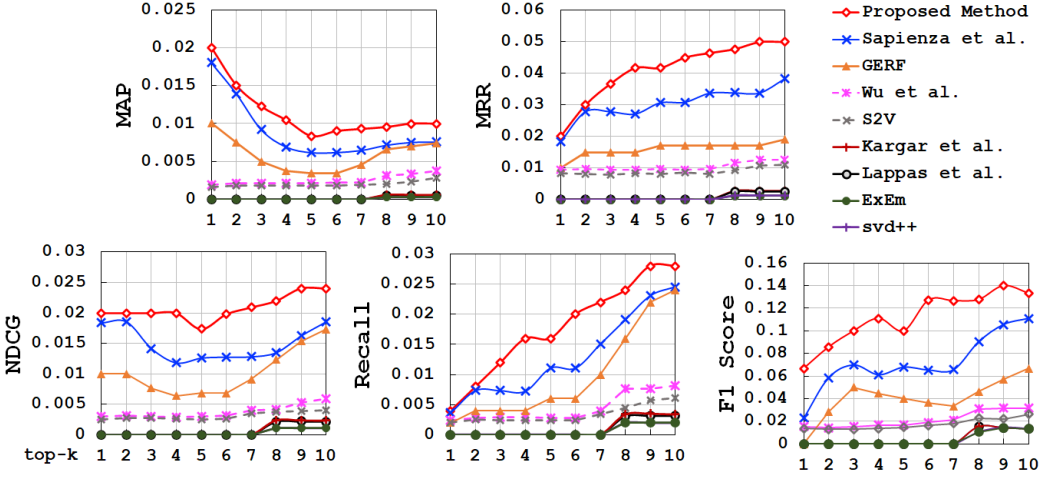 MAP
0.025
0.02
0.015
0.01
0.005
0
1 2 3 4 5 6 7 8 9 10
MRR
0.06
0.05
0.04
0.03
0.02
0.01
0
1 2 3 4 5 6 7 8 9 10
Proposed Method
Sapienza et al.
GERF
Wu et al.
S2V
Kargar et al.
Lappas et al.
ExEm
svd++
NDCG
0.03
0.025
0.02
0.015
0.01
0.005
0
top-k
1 2 3 4 5 6 7 8 9 10
Recall
0.03
0.025
0.02
0.015
0.01
0.005
0
1 2 3 4 5 6 7 8 9 10
F1 Score
0.16
0.14
0.12
0.1
0.08
0.06
0.04
0.02
0
1 2 3 4 5 6 7 8 9 10